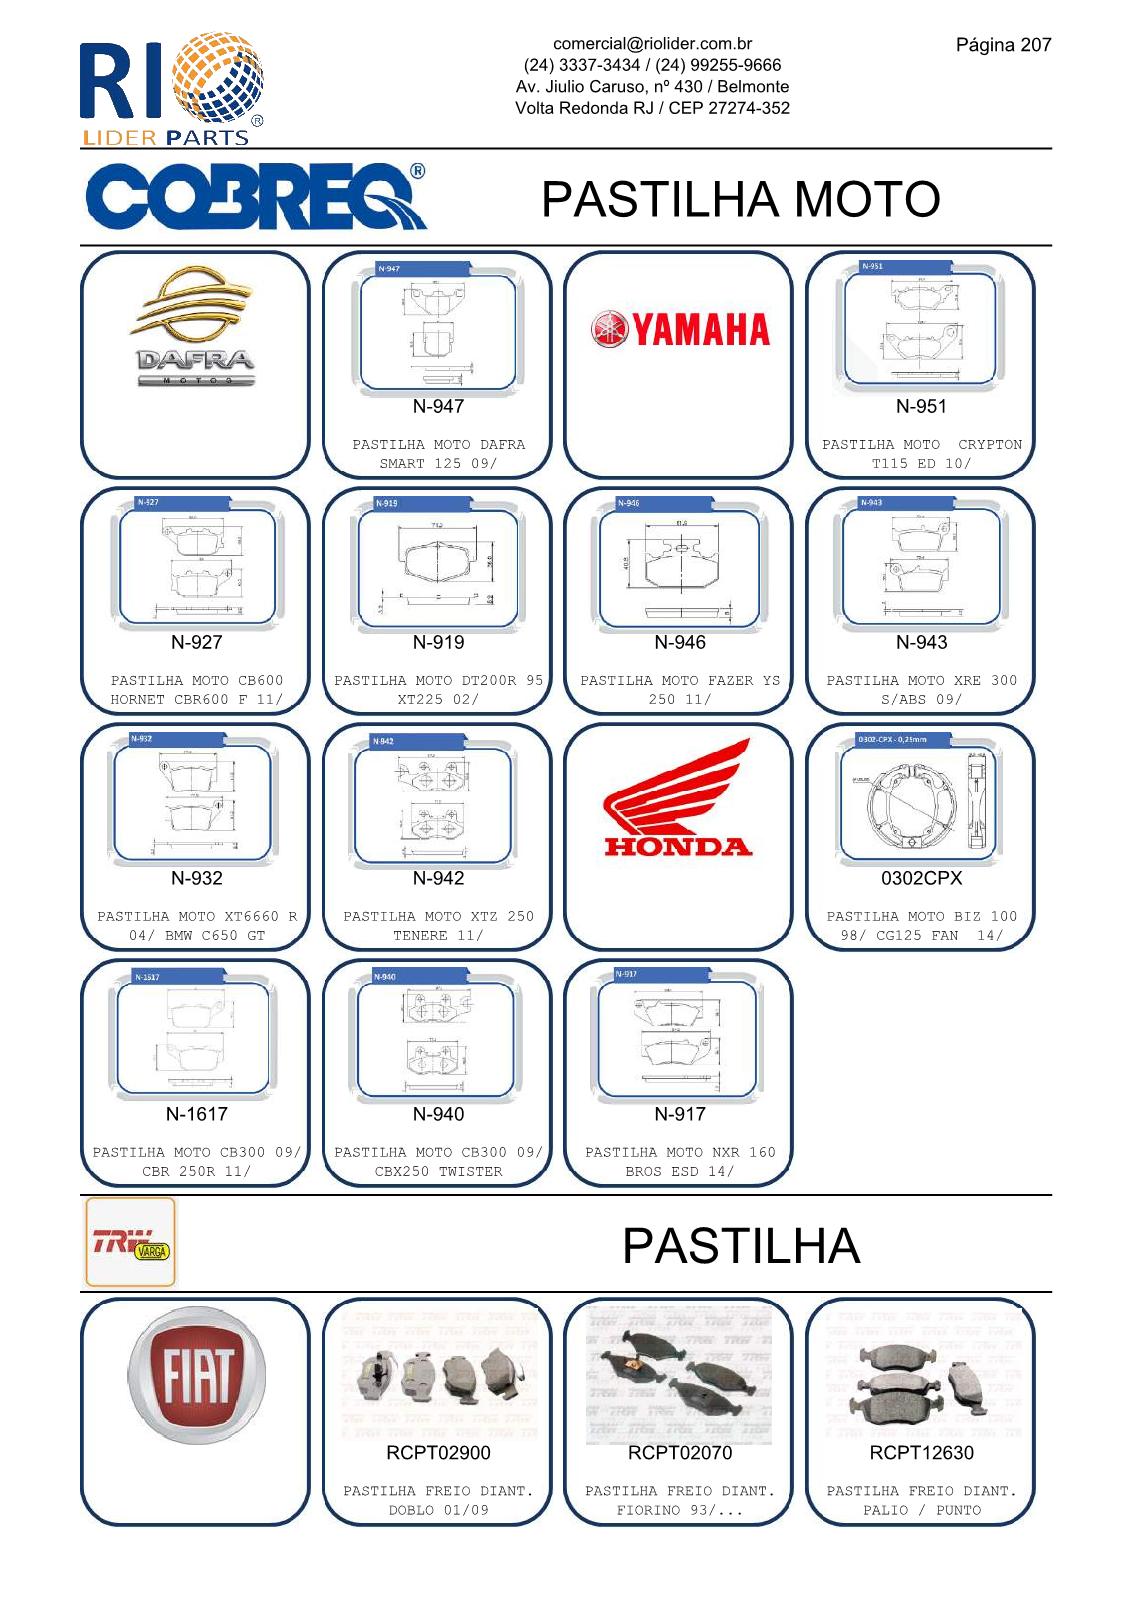 RIO
LIDER PARTS®
comercial@riolider.com.br
(24) 3337-3434 / (24) 99255-9666
Av. Jiulio Caruso, nº 430 / Belmonte
Volta Redonda RJ / CEP 27274-352
Página 207
COBREQ®
PASTILHA MOTO
DAFRA
MOTOS
N-947
N-947
PASTILHA MOTO DAFRA
SMART 125 09/
YAMAHA
N-951
N-951
PASTILHA MOTO  CRYPTON
T115 ED 10/
N-927
N-927
PASTILHA MOTO CB600
HORNET CBR600 F 11/
N-919
N-919
PASTILHA MOTO DT200R 95
XT225 02/
N-946
N-946
PASTILHA MOTO FAZER YS
250 11/
N-943
N-943
PASTILHA MOTO XRE 300
S/ABS 09/
N-932
N-932
PASTILHA MOTO XT6660 R
04/ BMW C650 GT
N-942
N-942
PASTILHA MOTO XTZ 250
TENERE 11/
HONDA
0302-CPX - 0,25mm
0302CPX
PASTILHA MOTO BIZ 100
98/ CG125 FAN  14/
N-1617
N-1617
PASTILHA MOTO CB300 09/
CBR 250R 11/
N-940
N-940
PASTILHA MOTO CB300 09/
CBX250 TWISTER
N-917
N-917
PASTILHA MOTO NXR 160
BROS ESD 14/
TRW
VARGA
PASTILHA
FIAT
RCPT02900
PASTILHA FREIO DIANT.
DOBLO 01/09
RCPT02070
PASTILHA FREIO DIANT.
FIORINO 93/...
RCPT12630
PASTILHA FREIO DIANT.
PALIO / PUNTO